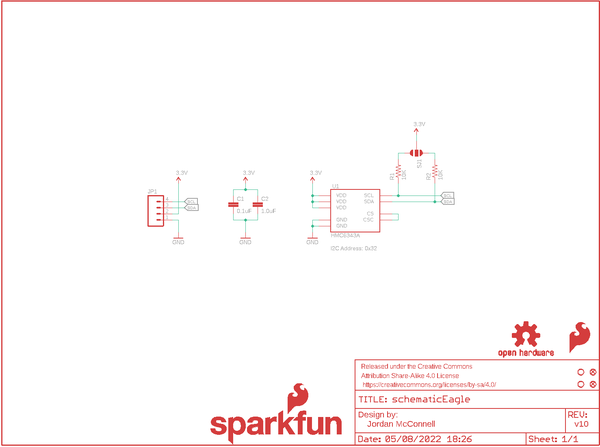 3.3V
SJ1
R1
10K
R2
10K
3.3V
3.3V
3.3V
JP1
SCL
SDA
GND
C1
0.1uF
C2
1.0uF
GND
U1
VDD
VDD
VDD
GND
GND
SCL
SDA
CS
CSC
HMC6343A
GND
SCL
SDA
I2C Address: 0x32
open hardware
Released under the Creative Commons
Attribution Share-Alike 4.0 License
https://creativecommons.org/licenses/by-sa/4.0/
TITLE: schematicEagle
Design by:
Jordan McConnell
REV:
v10
Date: 05/08/2022 18:26
Sheet: 1/1
sparkfun